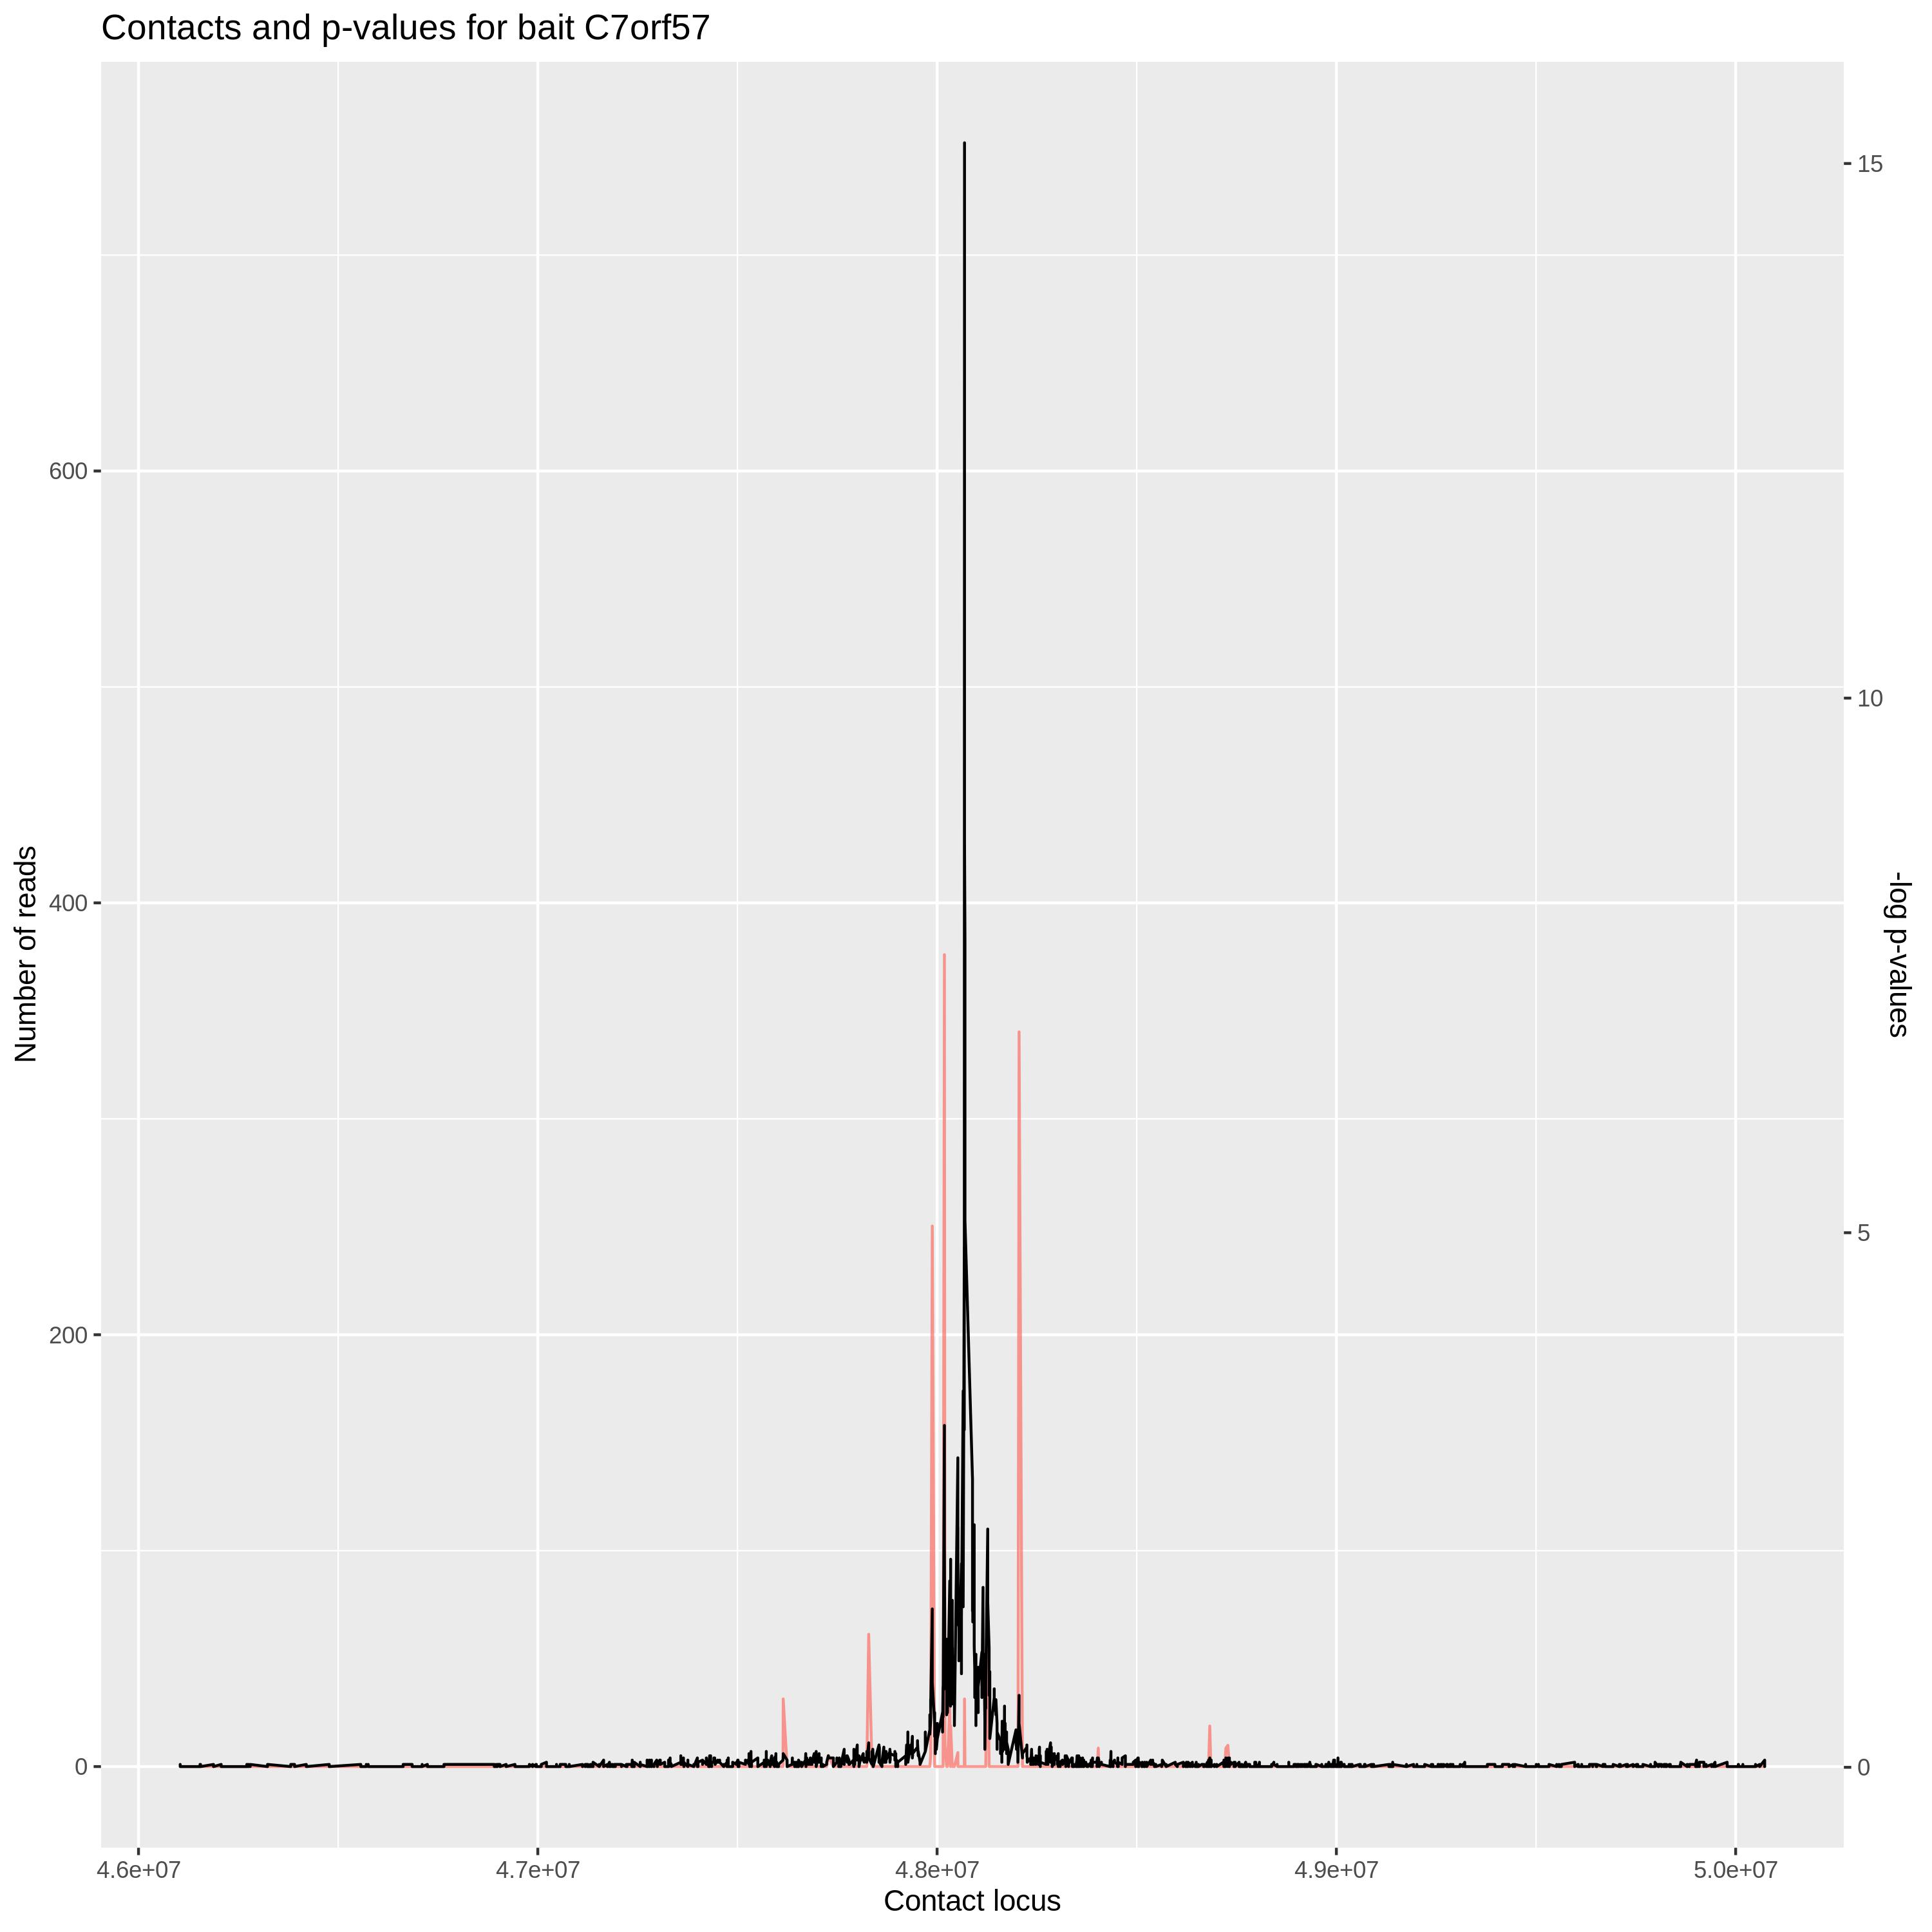 Contacts and p-values for bait C7orf57
Number of reads
600
400
200
0
15
10
5
0
-log p-values
4.6e+07 4.7e+07 4.8e+07 4.9e+07 5.0e+07
Contact locus